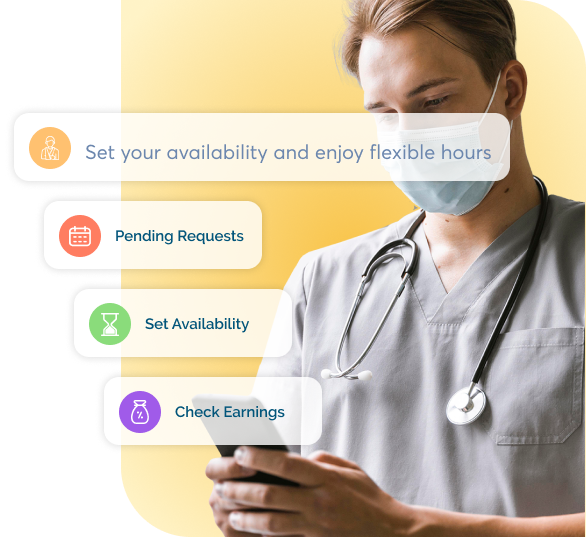 Set your availability and enjoy flexible hours
Pending Requests
Set Availability
Check Earnings